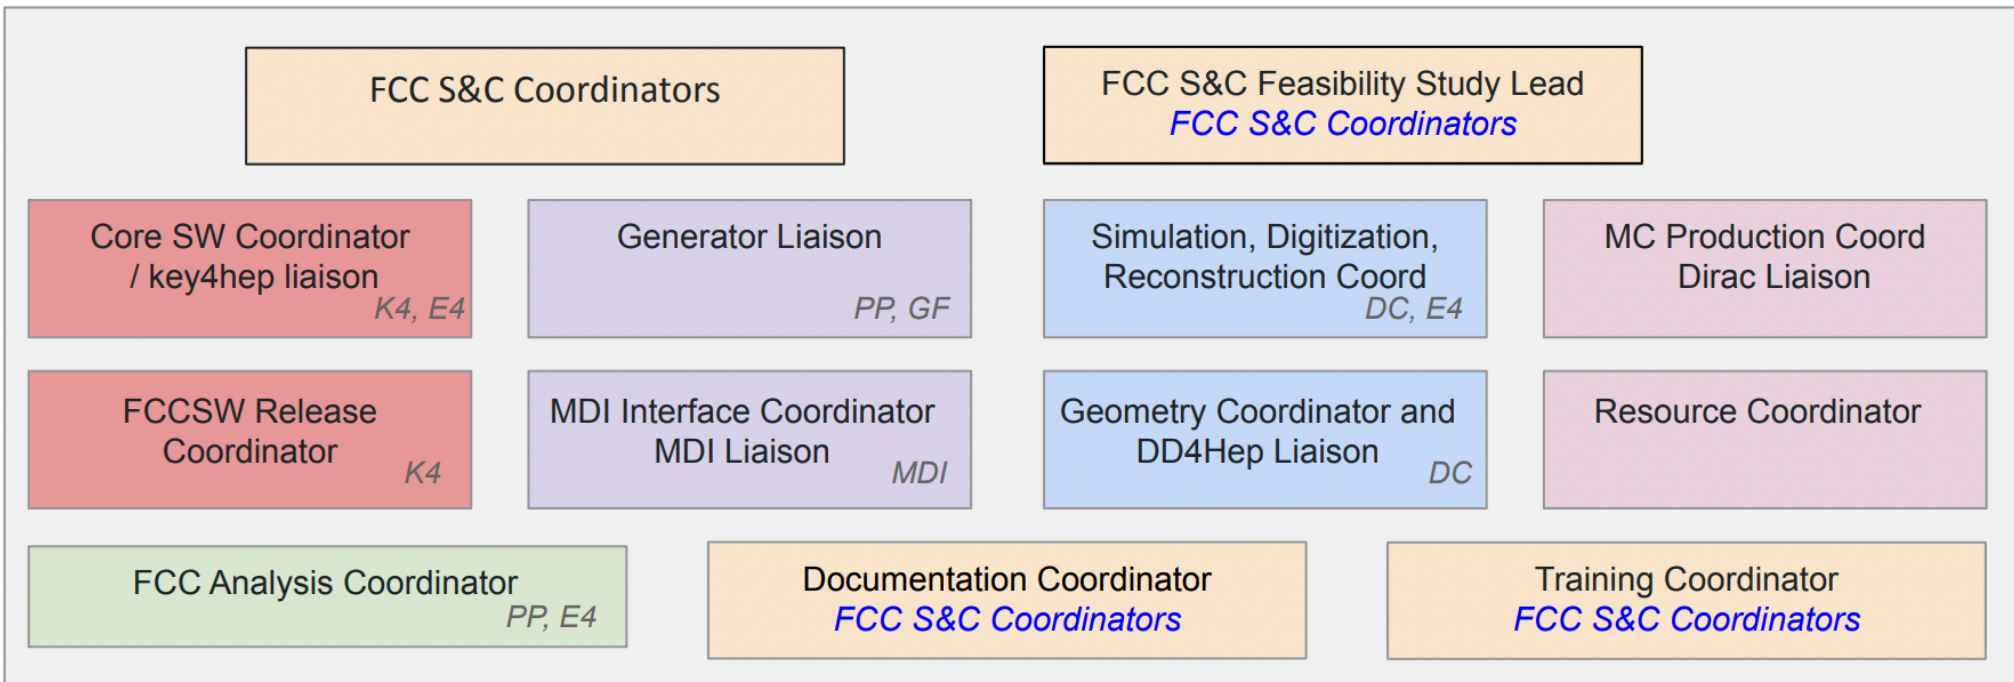 FCC S&C Coordinators
FCC S&C Feasibility Study Lead
FCC S&C Coordinators
Core SW Coordinator
/ key4hep liaison
K4, E4
Generator Liaison
PP, GF
Simulation, Digitization,
Reconstruction Coord
DC, E4
MC Production Coord
Dirac Liaison
FCCSW Release
Coordinator
K4
MDI Interface Coordinator
MDI Liaison
MDI
Geometry Coordinator and
DD4Hep Liaison
DC
Resource Coordinator
FCC Analysis Coordinator
PP, E4
Documentation Coordinator
FCC S&C Coordinators
Training Coordinator
FCC S&C Coordinators